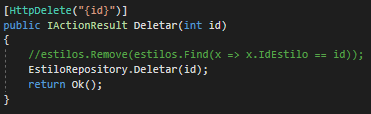 [HttpDelete("{id}")]
public IActionResult Deletar(int id)
{
//estilos.Remove(estilos.Find(x => x.IdEstilo == id));
EstiloRepository.Deletar(id);
return Ok();
}